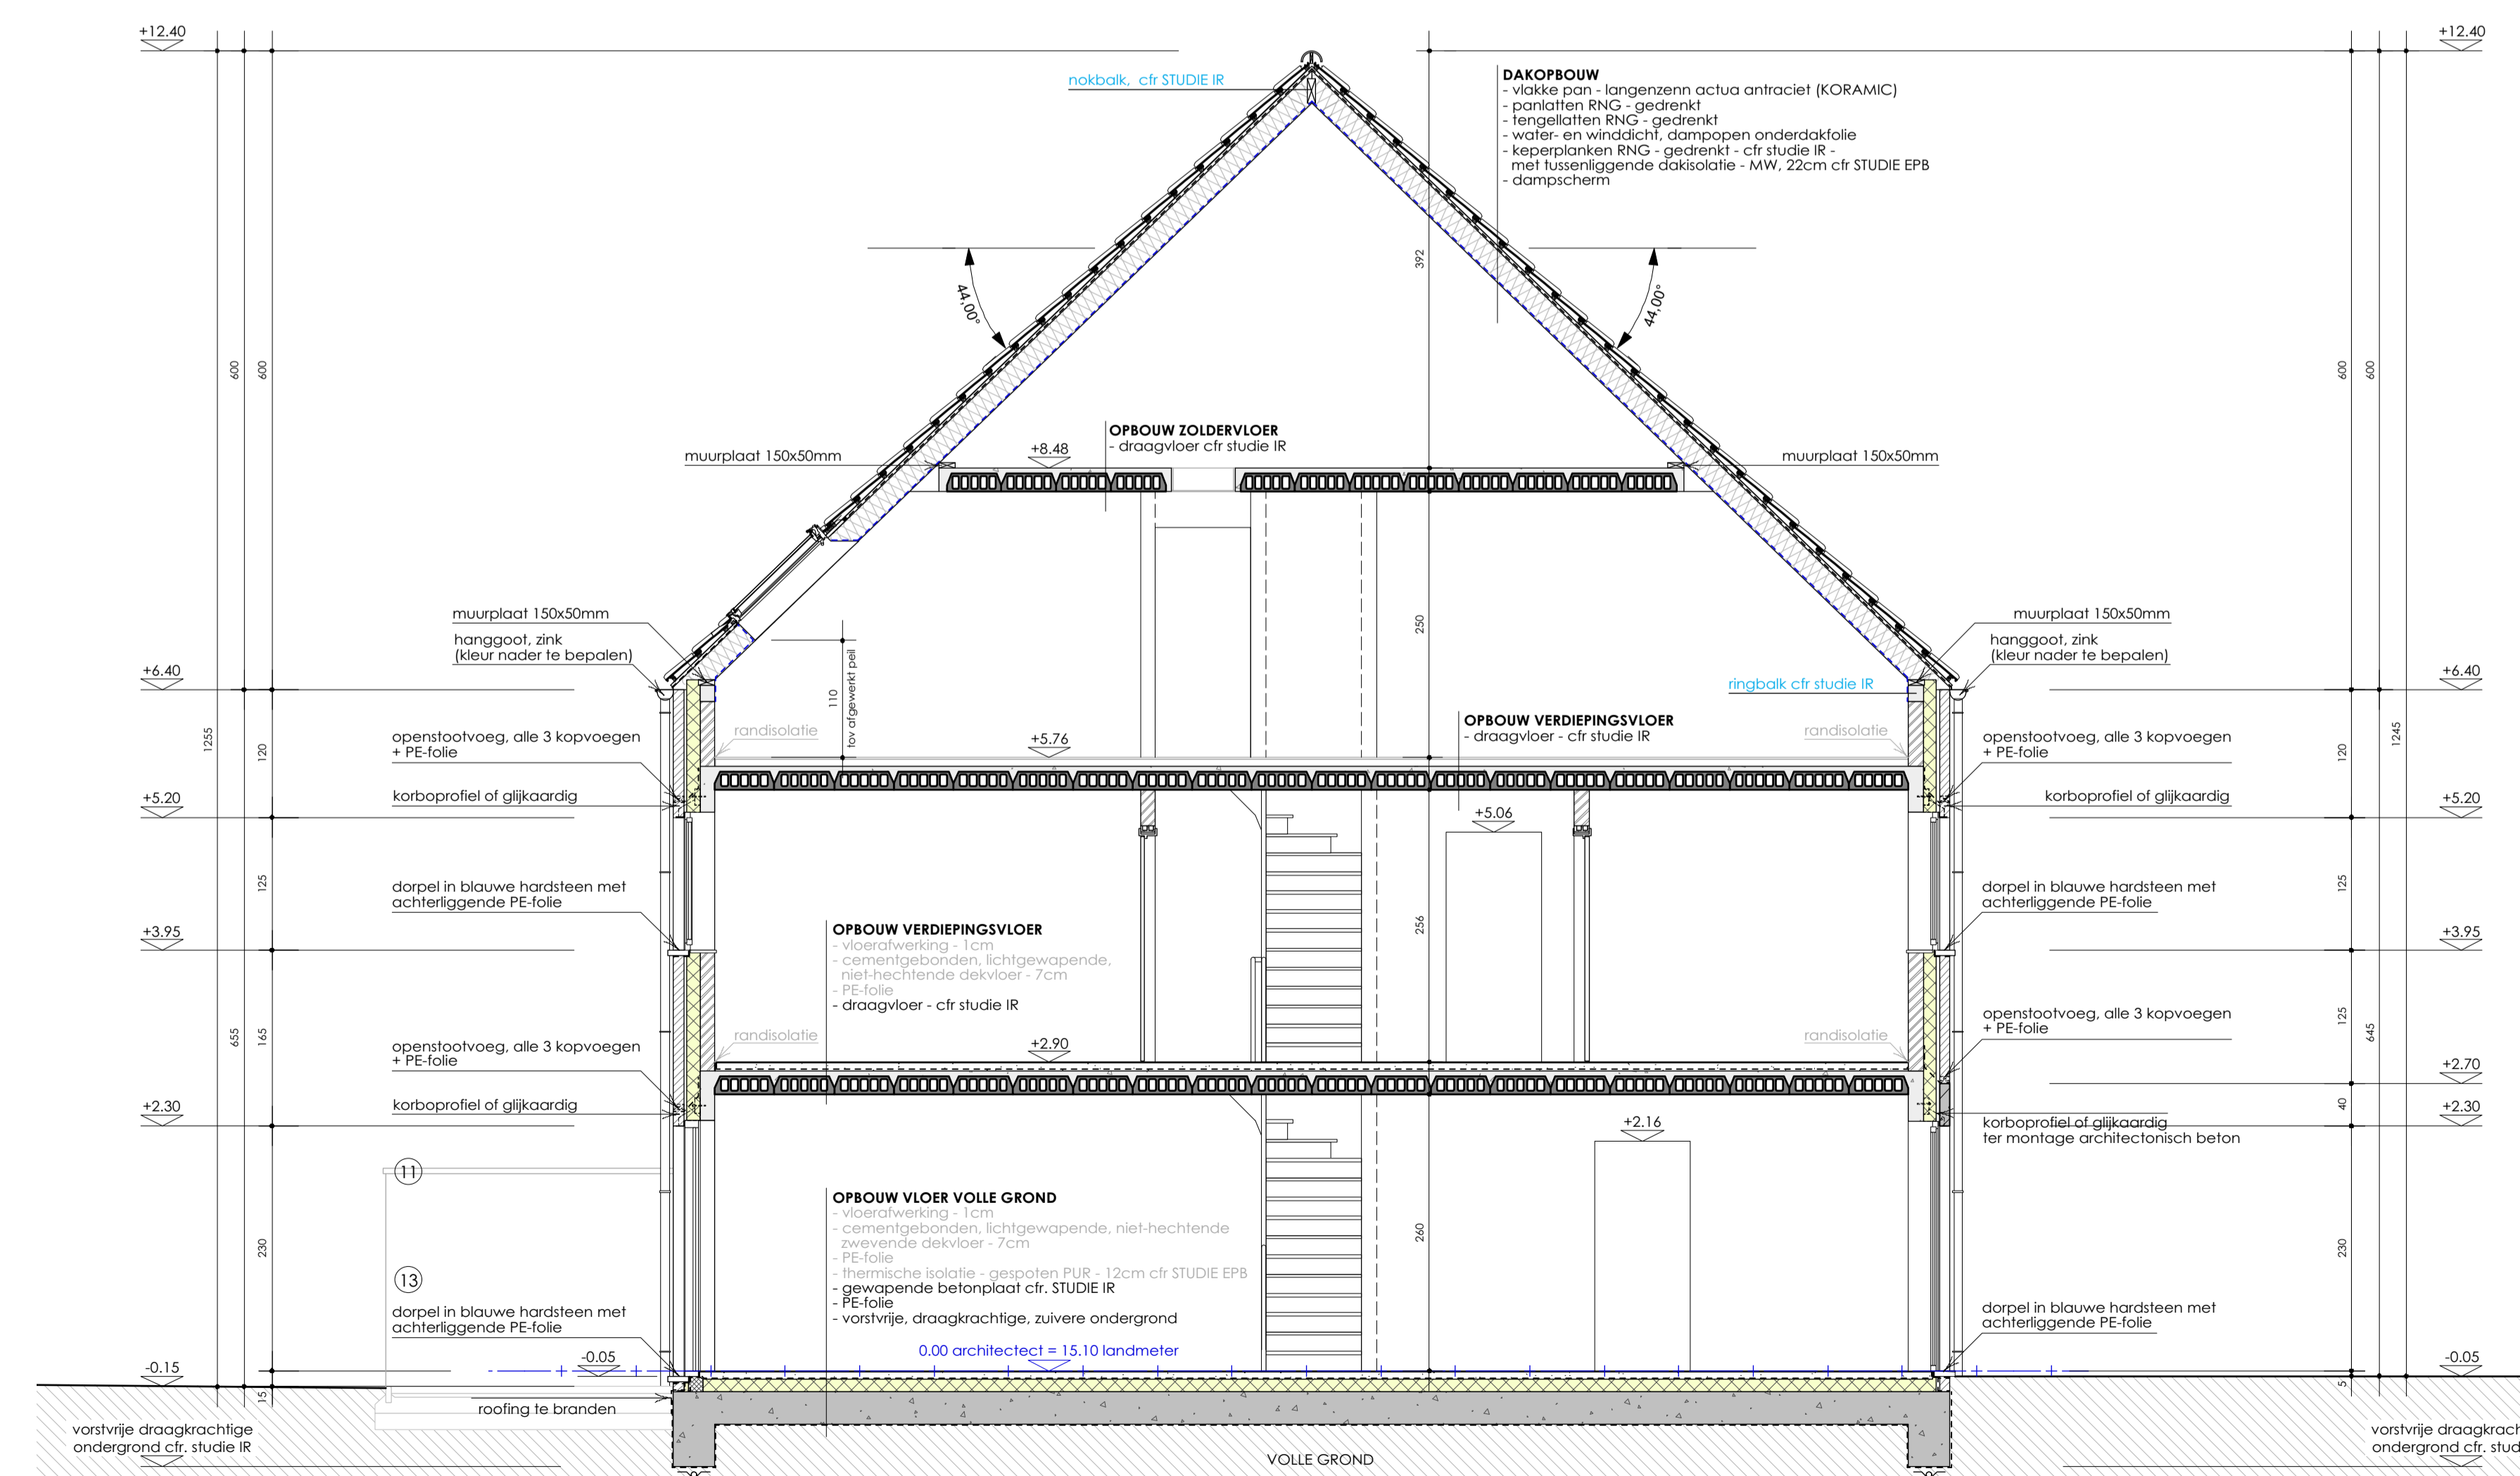 +12.40
+12.40
nokbalk, cfr STUDIE IR
DAKOPBOUW
- vlakke pan - langenzenn actua antraciet (KORAMIC)
- panlatten RNG - gedrenkt
- tengellatten RNG - gedrenkt
- water- en winddicht, dampopen onderdakfolie
- keperplanken RNG - gedrenkt - cfr studie IR -
met tussenliggende dakisolatie - MW, 22cm cfr STUDIE EPB
- dampscherm
392
44,00°
44,00°
600
600
600
600
OPBOUW ZOLDERVLOER
- draagvloer cfr studie IR
+8.48
muurplaat 150x50mm
muurplaat 150x50mm
muurplaat 150x50mm
hanggoot, zink
(kleur nader te bepalen)
muurplaat 150x50mm
hanggoot, zink
(kleur nader te bepalen)
250
+6.40
+6.40
ringbalk cfr studie IR
110
tov afgewerkt peil
1255
120
openstootvoeg, alle 3 kopvoegen
+ PE-folie
randisolatie
+5.76
OPBOUW VERDIEPINGSVLOER
- draagvloer - cfr studie IR
randisolatie
openstootvoeg, alle 3 kopvoegen
+ PE-folie
120
1245
korboprofiel of glijkaardig
korboprofiel of glijkaardig
+5.20
+5.20
+5.06
125
dorpel in blauwe hardsteen met
achterliggende PE-folie
dorpel in blauwe hardsteen met
achterliggende PE-folie
125
256
+3.95
+3.95
OPBOUW VERDIEPINGSVLOER
- vloerafwerking - 1cm
- cementgebonden, lichtgewapende,
niet-hechtende dekvloer - 7cm
- PE-folie
- draagvloer - cfr studie IR
655
165
openstootvoeg, alle 3 kopvoegen
+ PE-folie
randisolatie
+2.90
randisolatie
openstootvoeg, alle 3 kopvoegen
+ PE-folie
125
645
+2.70
korboprofiel of glijkaardig
40
+2.30
+2.30
+2.16
korboprofiel of glijkaardig
ter montage architectonisch beton
11
OPBOUW VLOER VOLLE GROND
- vloerafwerking - 1cm
- cementgebonden, lichtgewapende, niet-hechtende
zwevende dekvloer - 7cm
- PE-folie
- thermische isolatie - gespoten PUR - 12cm cfr STUDIE EPB
- gewapende betonplaat cfr. STUDIE IR
- PE-folie
- vorstvrije, draagkrachtige, zuivere ondergrond
260
230
230
13
dorpel in blauwe hardsteen met
achterliggende PE-folie
dorpel in blauwe hardsteen met
achterliggende PE-folie
0.00 architectect = 15.10 landmeter
-0.15
-0.05
-0.05
15
5
roofing te branden
vorstvrije draagkrachtige
ondergrond cfr. studie IR
VOLLE GROND
vorstvrije draagkrach
ondergrond cfr. stud